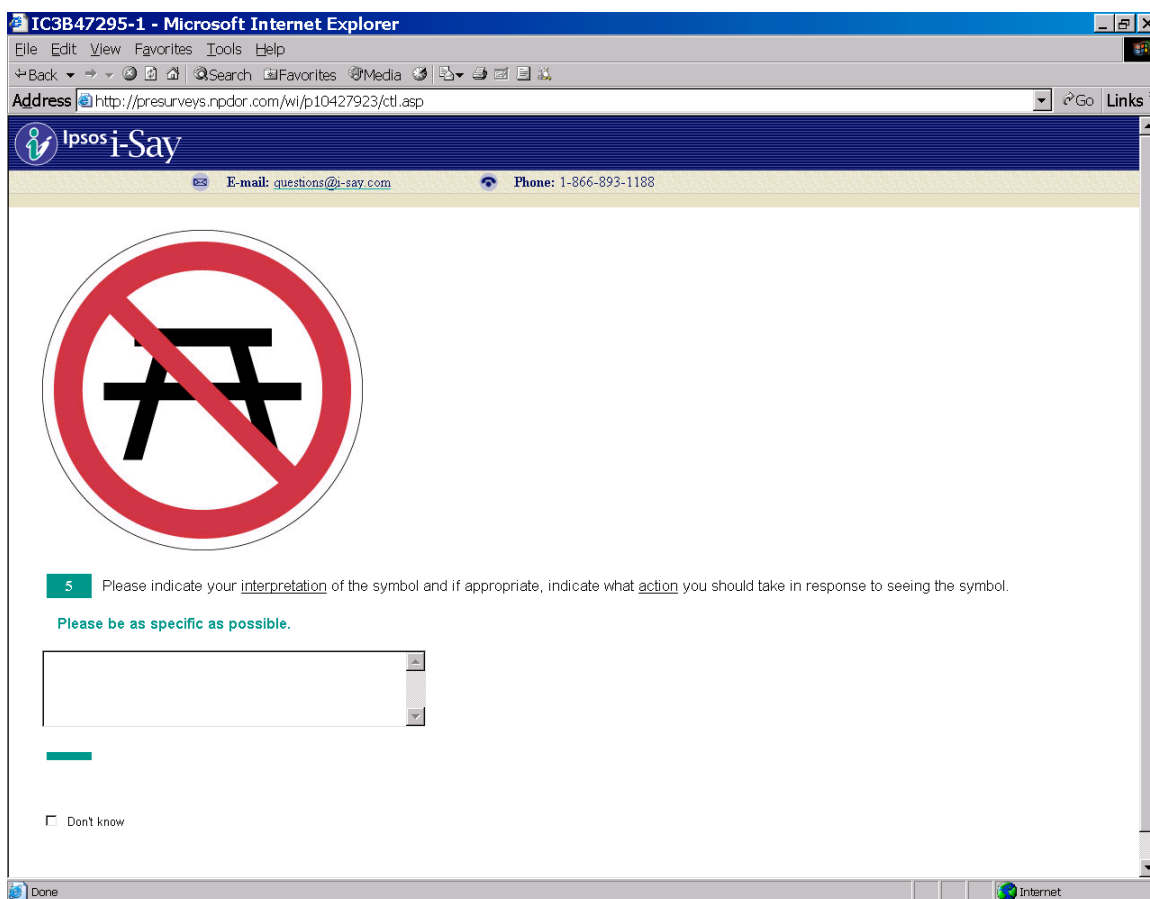 IC3B47295-1 - Microsoft Internet Explorer
File Edit View Favorites Tools Help
Back Search Favorites Media
Address http://presurveys.npdor.com/wi/p10427923/ctl.asp Go Links
Ipsos i-Say
E-mail: questions@i-say.com Phone: 1-866-893-1188
5 Please indicate your interpretation of the symbol and if appropriate, indicate what action you should take in response to seeing the symbol.
Please be as specific as possible.
Don't know
Done Internet